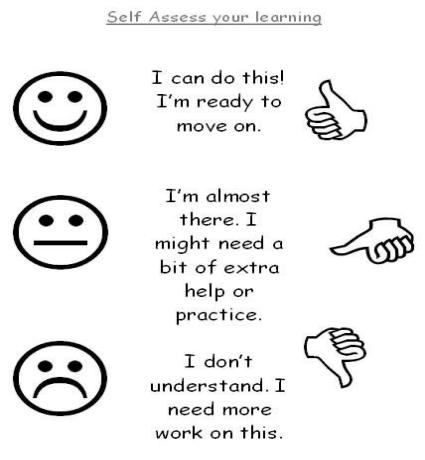 Self Assess your learning
I can do this!
I'm ready to
move on.
I'm almost
there. I
might need a
bit of extra
help or
practice.
I don't
understand. I
need more
work on this.